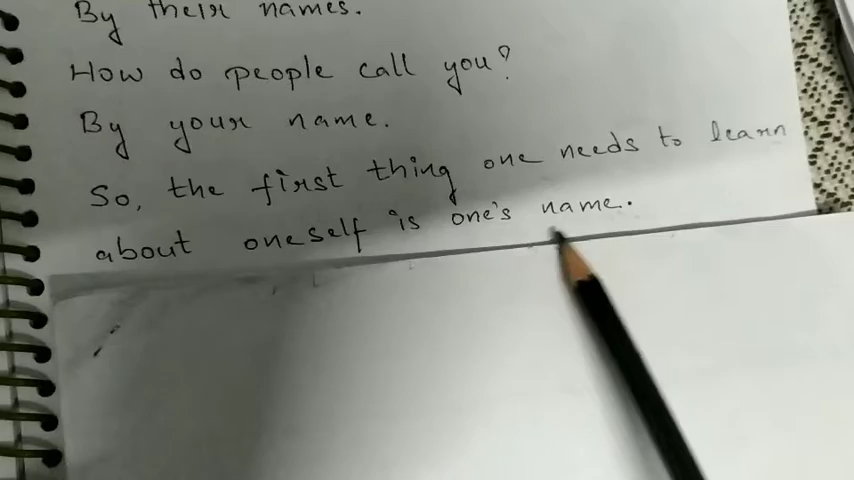 By their names.
How do people call you?
By your name.
So, the first thing one needs to learn
about oneself is one's name.